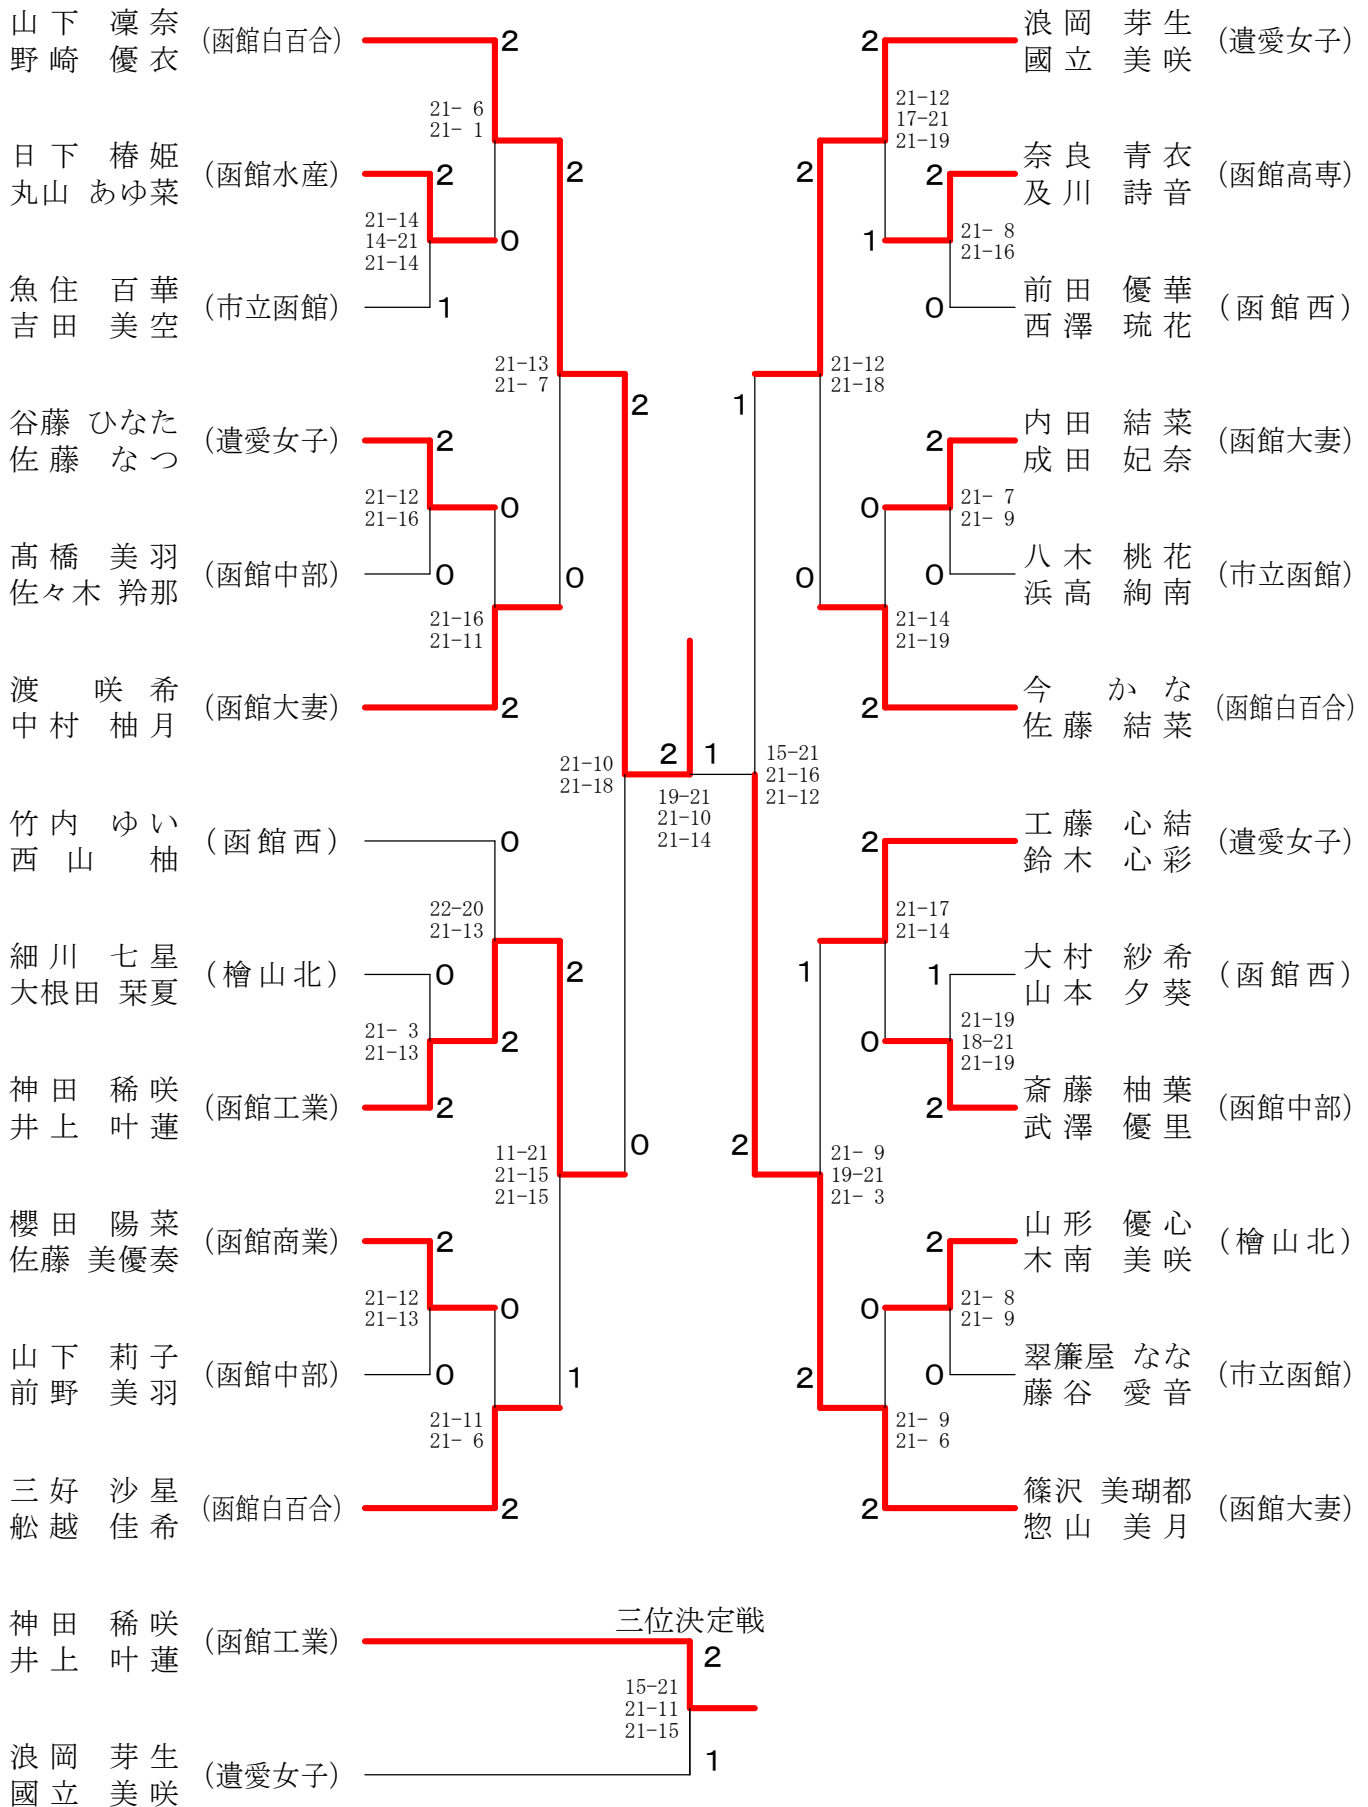 山下 凜奈
野崎 優衣
(函館白百合)
2
21- 6
21- 1
日下 椿姫
丸山 あゆ菜
(函館水産)
2
2
21-14
14-21
21-14
0
魚住 百華
吉田 美空
(市立函館)
1
21-13
21- 7
2
谷藤 ひなた
佐藤 なつ
(遺愛女子)
2
21-12
21-16
0
髙橋 美羽
佐々木 羚那
(函館中部)
0
0
21-16
21-11
渡 咲希
中村 柚月
(函館大妻)
2
21-10
21-18
竹内 ゆい
西山 柚
(函館西)
0
22-20
21-13
細川 七星
大根田 栞夏
(檜山北)
0
2
21- 3
21-13
2
神田 稀咲
井上 叶蓮
(函館工業)
2
11-21
21-15
21-15
0
櫻田 陽菜
佐藤 美優奏
(函館商業)
2
21-12
21-13
0
山下 莉子
前野 美羽
(函館中部)
0
1
21-11
21- 6
三好 沙星
舩越 佳希
(函館白百合)
2
2
1
19-21
21-10
21-14
浪岡 芽生
國立 美咲
(遺愛女子)
2
21-12
17-21
21-19
2
奈良 青衣
及川 詩音
(函館高専)
2
1
21- 8
21-16
前田 優華
西澤 琉花
(函館西)
0
21-12
21-18
1
内田 結菜
成田 妃奈
(函館大妻)
2
0
21- 7
21- 9
八木 桃花
浜高 絢南
(市立函館)
0
0
21-14
21-19
今 かな
佐藤 結菜
(函館白百合)
2
15-21
21-16
21-12
工藤 心結
鈴木 心彩
(遺愛女子)
2
21-17
21-14
1
大村 紗希
山本 夕葵
(函館西)
1
21-19
18-21
21-19
0
斎藤 柚葉
武澤 優里
(函館中部)
2
2
21- 9
19-21
21- 3
山形 優心
木南 美咲
(檜山北)
2
0
21- 8
21- 9
翠簾屋 なな
藤谷 愛音
(市立函館)
0
2
21- 9
21- 6
篠沢 美瑚都
惣山 美月
(函館大妻)
2
三位決定戦
神田 稀咲
井上 叶蓮
(函館工業)
2
15-21
21-11
21-15
浪岡 芽生
國立 美咲
(遺愛女子)
1